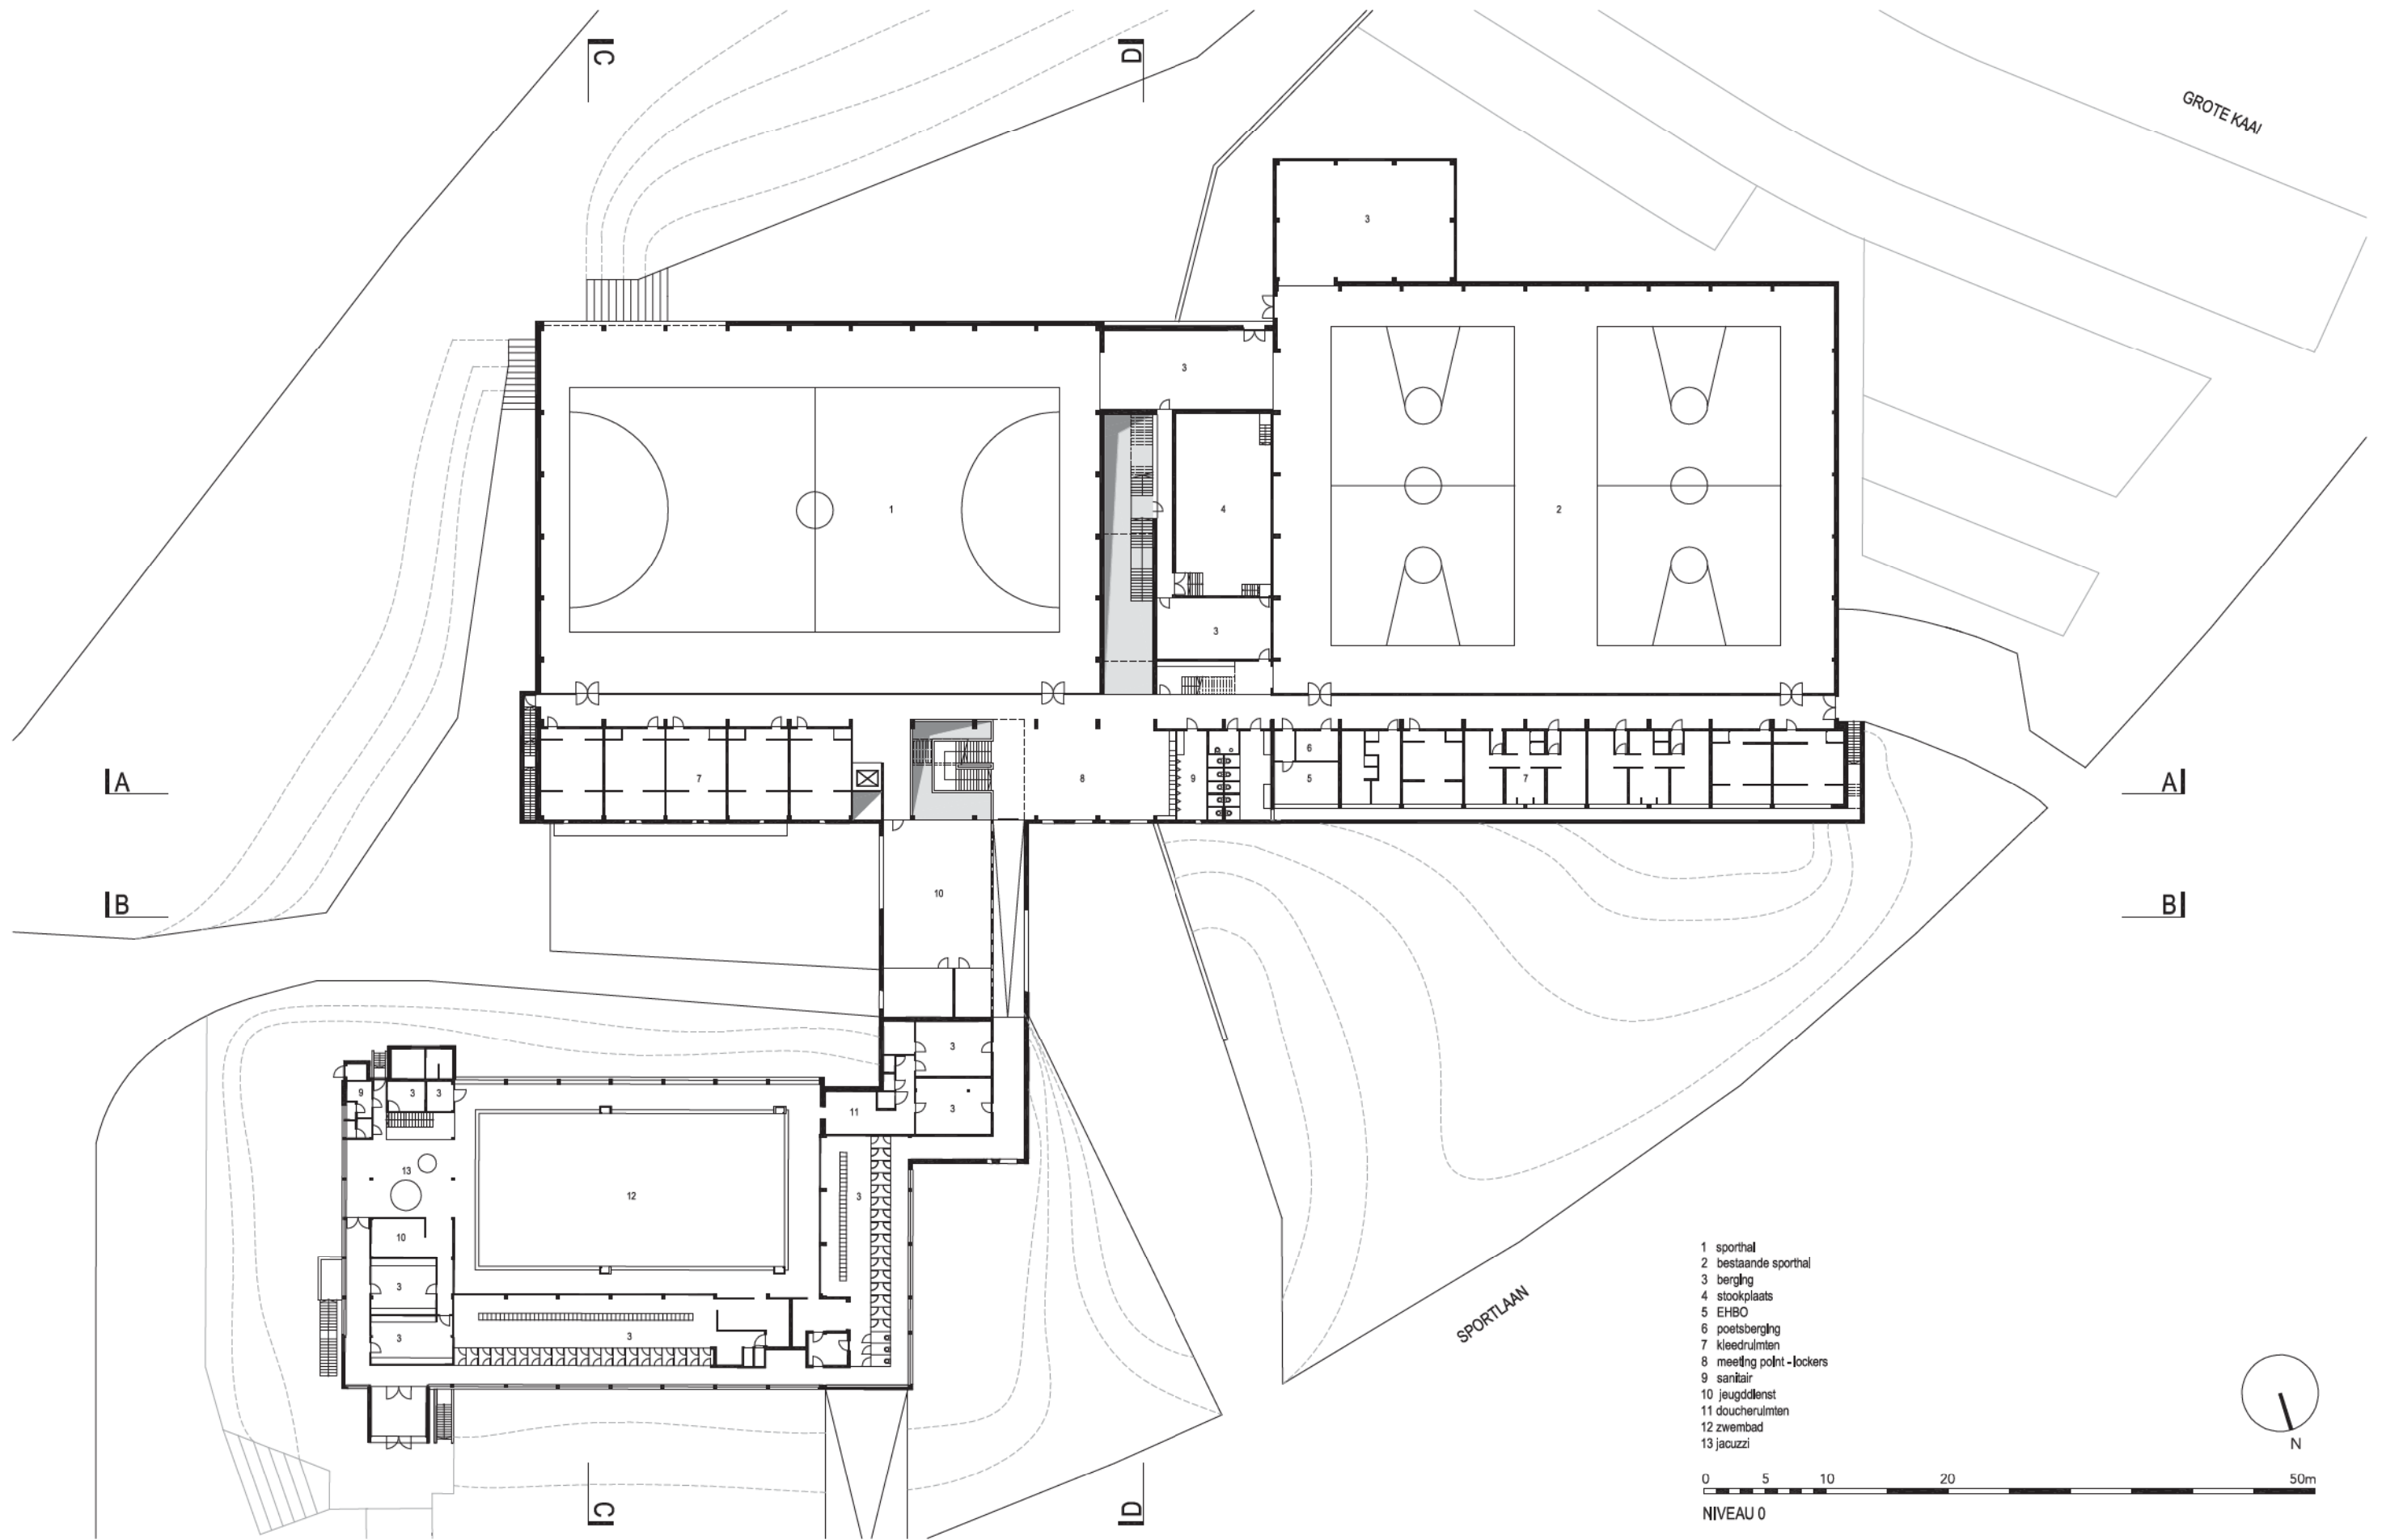 C
D
GROTE KAAI
3
3
1
4
2
3
A
7
8
9
6
5
7
A
B
10
B
3
9
3
3
11
3
13
12
3
10
3
3
3
SPORTLAAN
1 sporthal
2 bestaande sporthal
3 berging
4 stookplaats
5 EHBO
6 poetsberging
7 kleedruimten
8 meeting point - lockers
9 sanitair
10 jeugddienst
11 doucheruimten
12 zwembad
13 jacuzzi
N
0 5 10 20 50m
NIVEAU 0
C
D